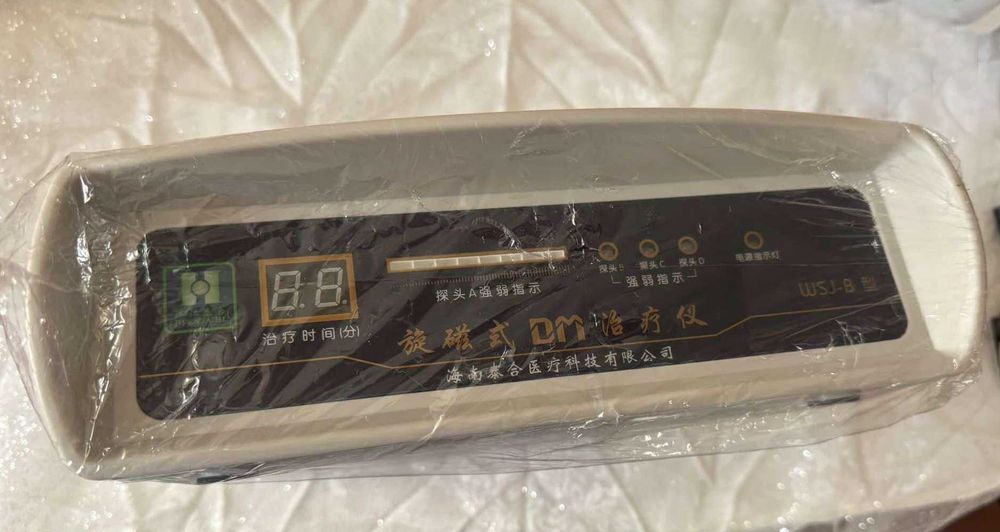 8.8.
治疗时间(分)
探头A强弱指示
探头B 探头C 探头D
强弱指示
电源指示灯
WSJ-B 型
旋磁式 DM 治疗仪
海南泰合医疗科技有限公司